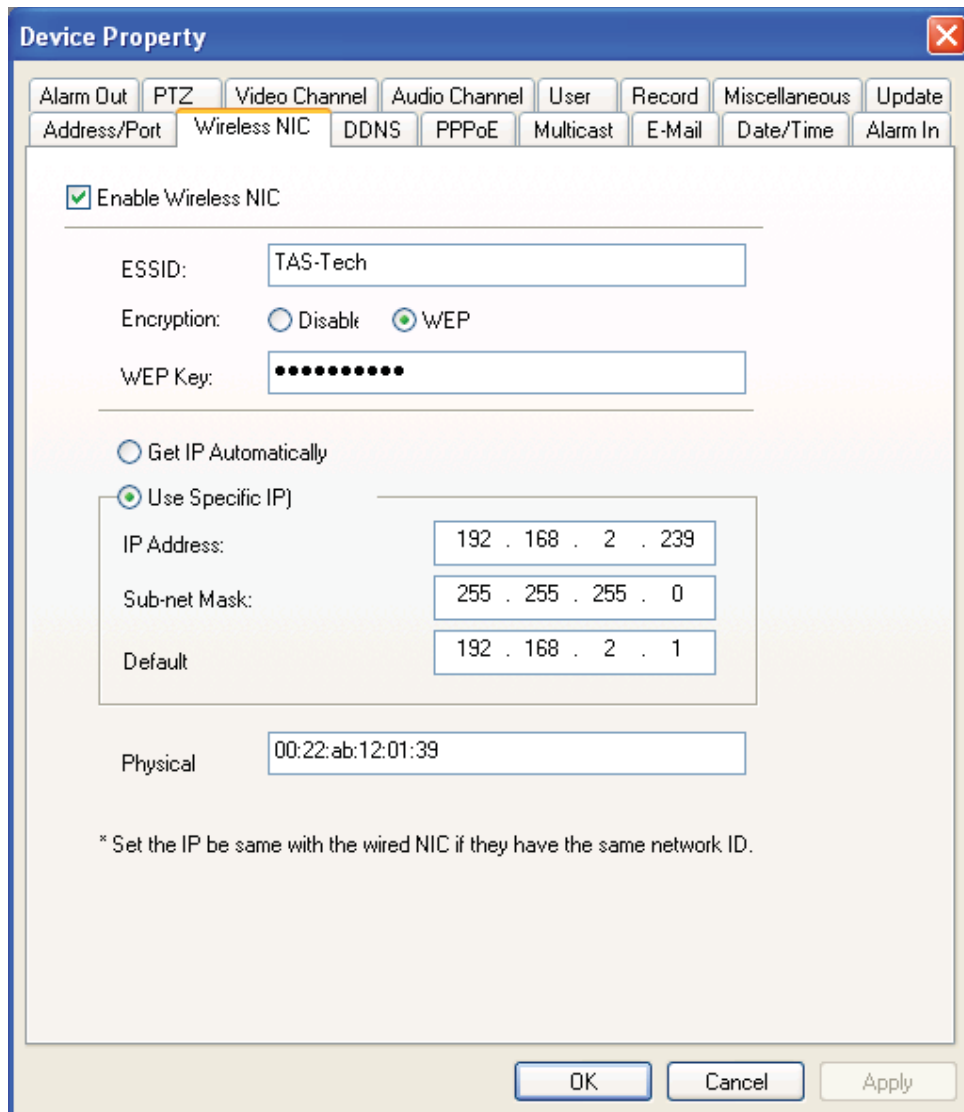 Device Property
Alarm Out PTZ Video Channel Audio Channel User Record Miscellaneous Update
Address/Port Wireless NIC DDNS PPPoE Multicast E-Mail Date/Time Alarm In
Enable Wireless NIC
ESSID: TAS-Tech
Encryption: Disable WEP
WEP Key: ••••••••••
Get IP Automatically
Use Specific IP)
IP Address: 192 . 168 . 2 . 239
Sub-net Mask: 255 . 255 . 255 . 0
Default 192 . 168 . 2 . 1
Physical 00:22:ab:12:01:39
* Set the IP be same with the wired NIC if they have the same network ID.
OK Cancel Apply